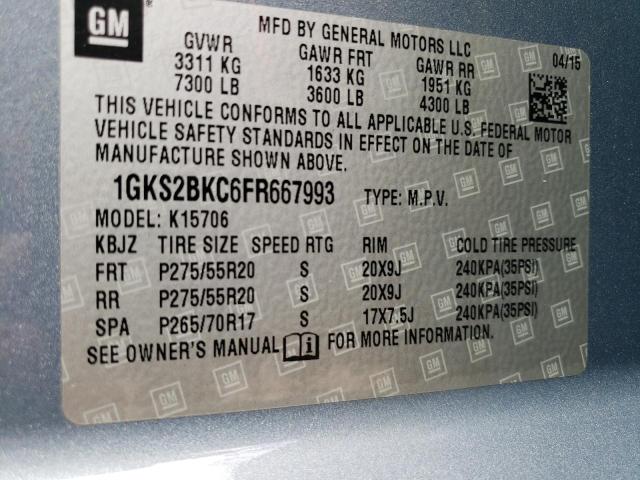 GM
MFD BY GENERAL MOTORS LLC
GVWR GAWR FRT GAWR RR 04/15
3311 KG 1633 KG 1951 KG
7300 LB 3600 LB 4300 LB
THIS VEHICLE CONFORMS TO ALL APPLICABLE U.S. FEDERAL MOTOR
VEHICLE SAFETY STANDARDS IN EFFECT ON THE DATE OF
MANUFACTURE SHOWN ABOVE.
1GKS2BKC6FR667993 TYPE: M.P.V.
MODEL: K15706
KBJZ TIRE SIZE SPEED RTG RIM COLD TIRE PRESSURE
FRT P275/55R20 S 20X9J 240KPA(35PSI)
RR P275/55R20 S 20X9J 240KPA(35PSI)
SPA P265/70R17 S 17X7.5J 240KPA(35PSI)
SEE OWNER'S MANUAL i FOR MORE INFORMATION.